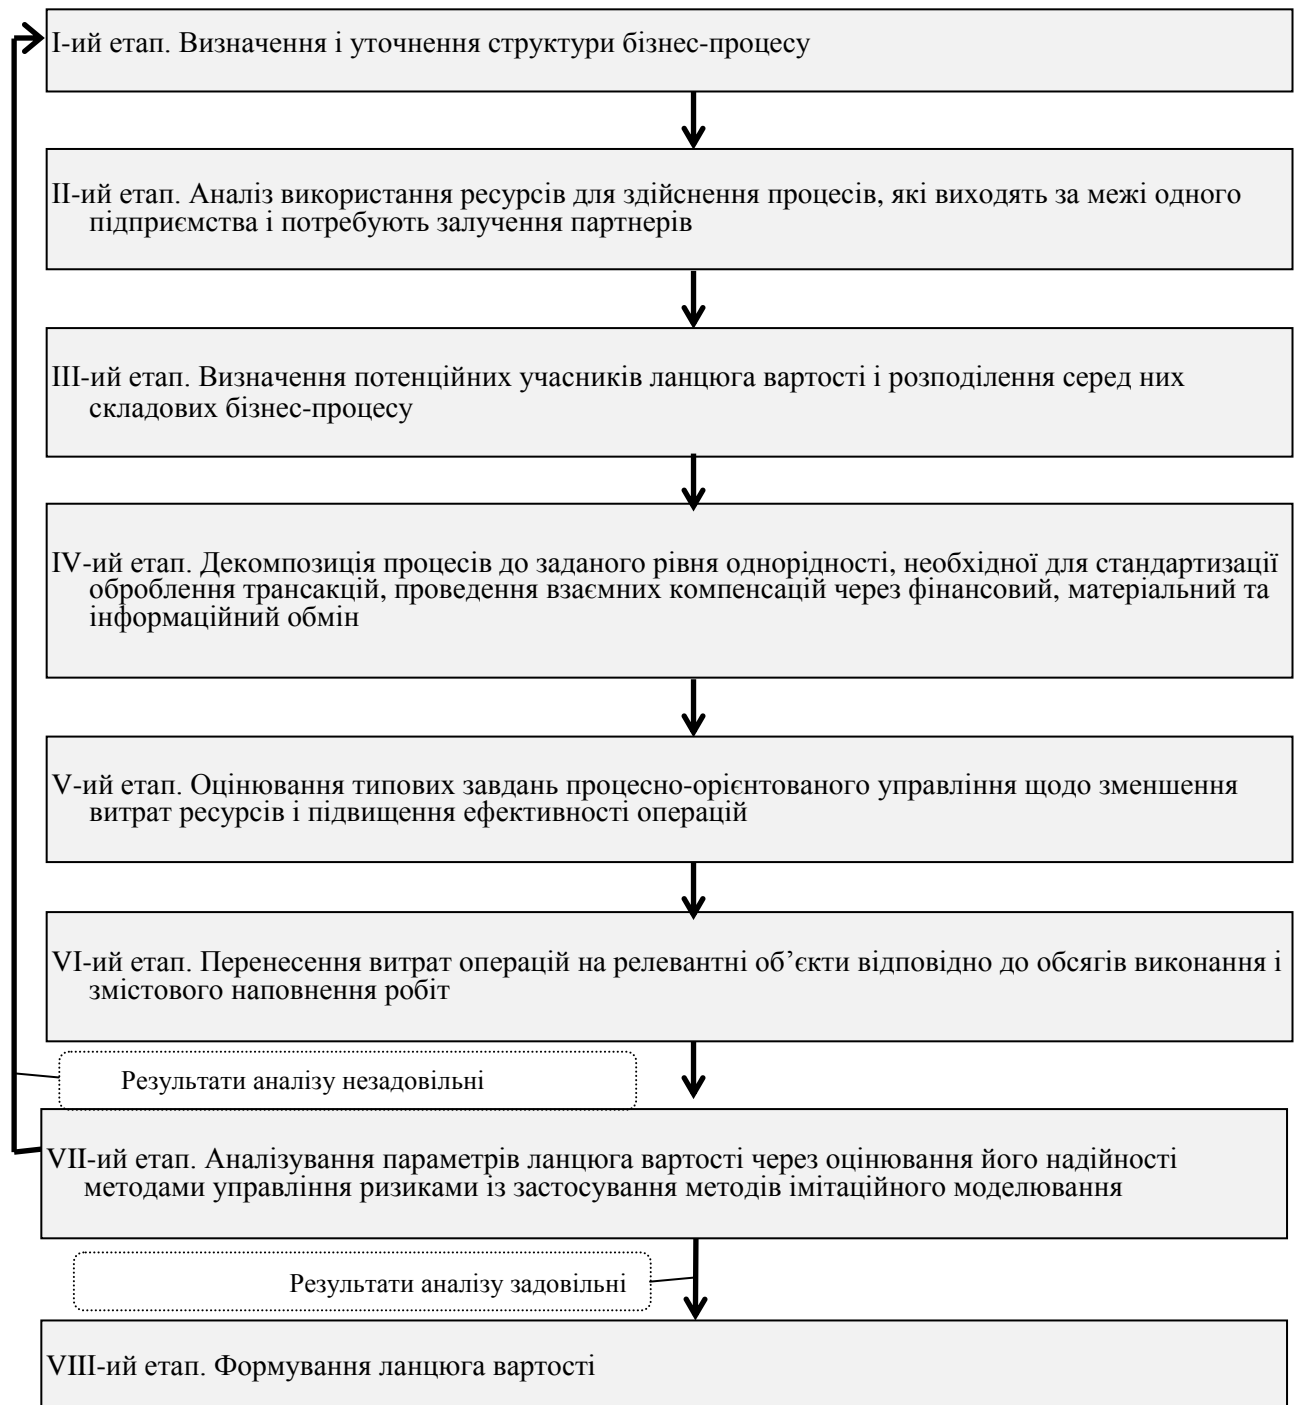 I-ий етап. Визначення і уточнення структури бізнес-процесу
II-ий етап. Аналіз використання ресурсів для здійснення процесів, які виходять за межі одного
підприємства і потребують залучення партнерів
III-ий етап. Визначення потенційних учасників ланцюга вартості і розподілення серед них
складових бізнес-процесу
IV-ий етап. Декомпозиція процесів до заданого рівня однорідності, необхідної для стандартизації
оброблення трансакцій, проведення взаємних компенсацій через фінансовий, матеріальний та
інформаційний обмін
V-ий етап. Оцінювання типових завдань процесно-орієнтованого управління щодо зменшення
витрат ресурсів і підвищення ефективності операцій
VI-ий етап. Перенесення витрат операцій на релевантні об’єкти відповідно до обсягів виконання і
змістового наповнення робіт
Результати аналізу незадовільні
VII-ий етап. Аналізування параметрів ланцюга вартості через оцінювання його надійності
методами управління ризиками із застосування методів імітаційного моделювання
Результати аналізу задовільні
VIII-ий етап. Формування ланцюга вартості